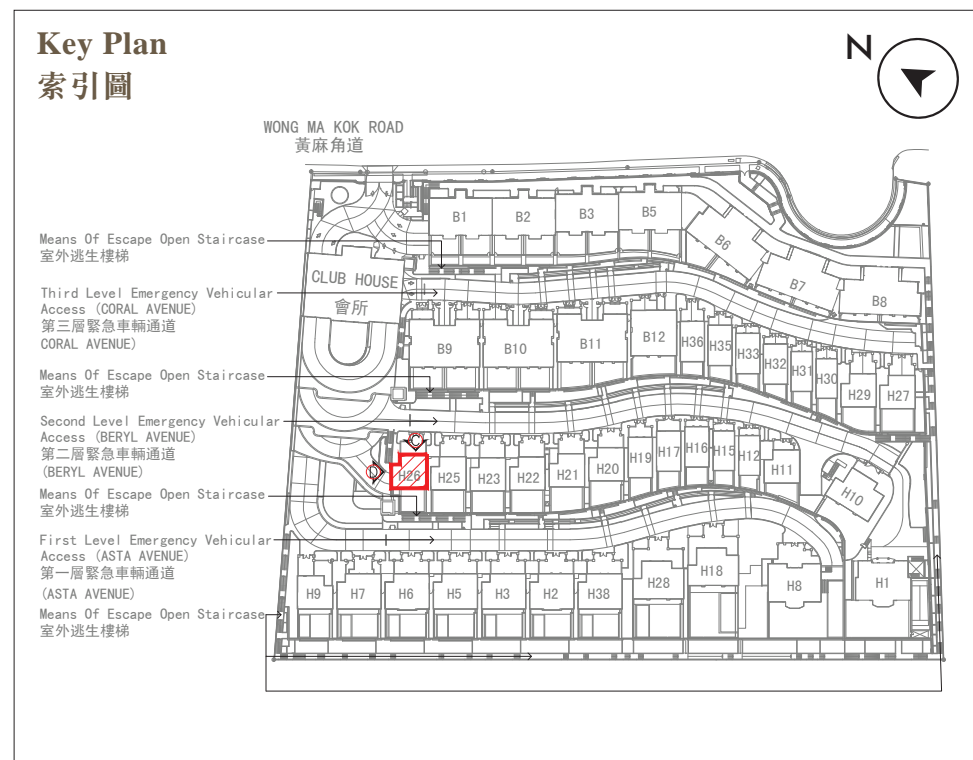 Key Plan
索引圖
N
WONG MA KOK ROAD
黃麻角道
B1
B2
B3
B5
B6
B7
B8
Means Of Escape Open Staircase
室外逃生樓梯
CLUB HOUSE
會所
Third Level Emergency Vehicular
Access (CORAL AVENUE)
第三層緊急車輛通道
CORAL AVENUE)
B9
B10
B11
B12
H36
H35
H33
H32
H31
H30
H29
H27
Means Of Escape Open Staircase
室外逃生樓梯
Second Level Emergency Vehicular
Access (BERYL AVENUE)
第二層緊急車輛通道
(BERYL AVENUE)
H26
H25
H23
H22
H21
H20
H19
H17
H16
H15
H12
H11
H10
Means Of Escape Open Staircase
室外逃生樓梯
First Level Emergency Vehicular
Access (ASTA AVENUE)
第一層緊急車輛通道
(ASTA AVENUE)
H9
H7
H6
H5
H3
H2
H38
H28
H18
H8
H1
Means Of Escape Open Staircase
室外逃生樓梯